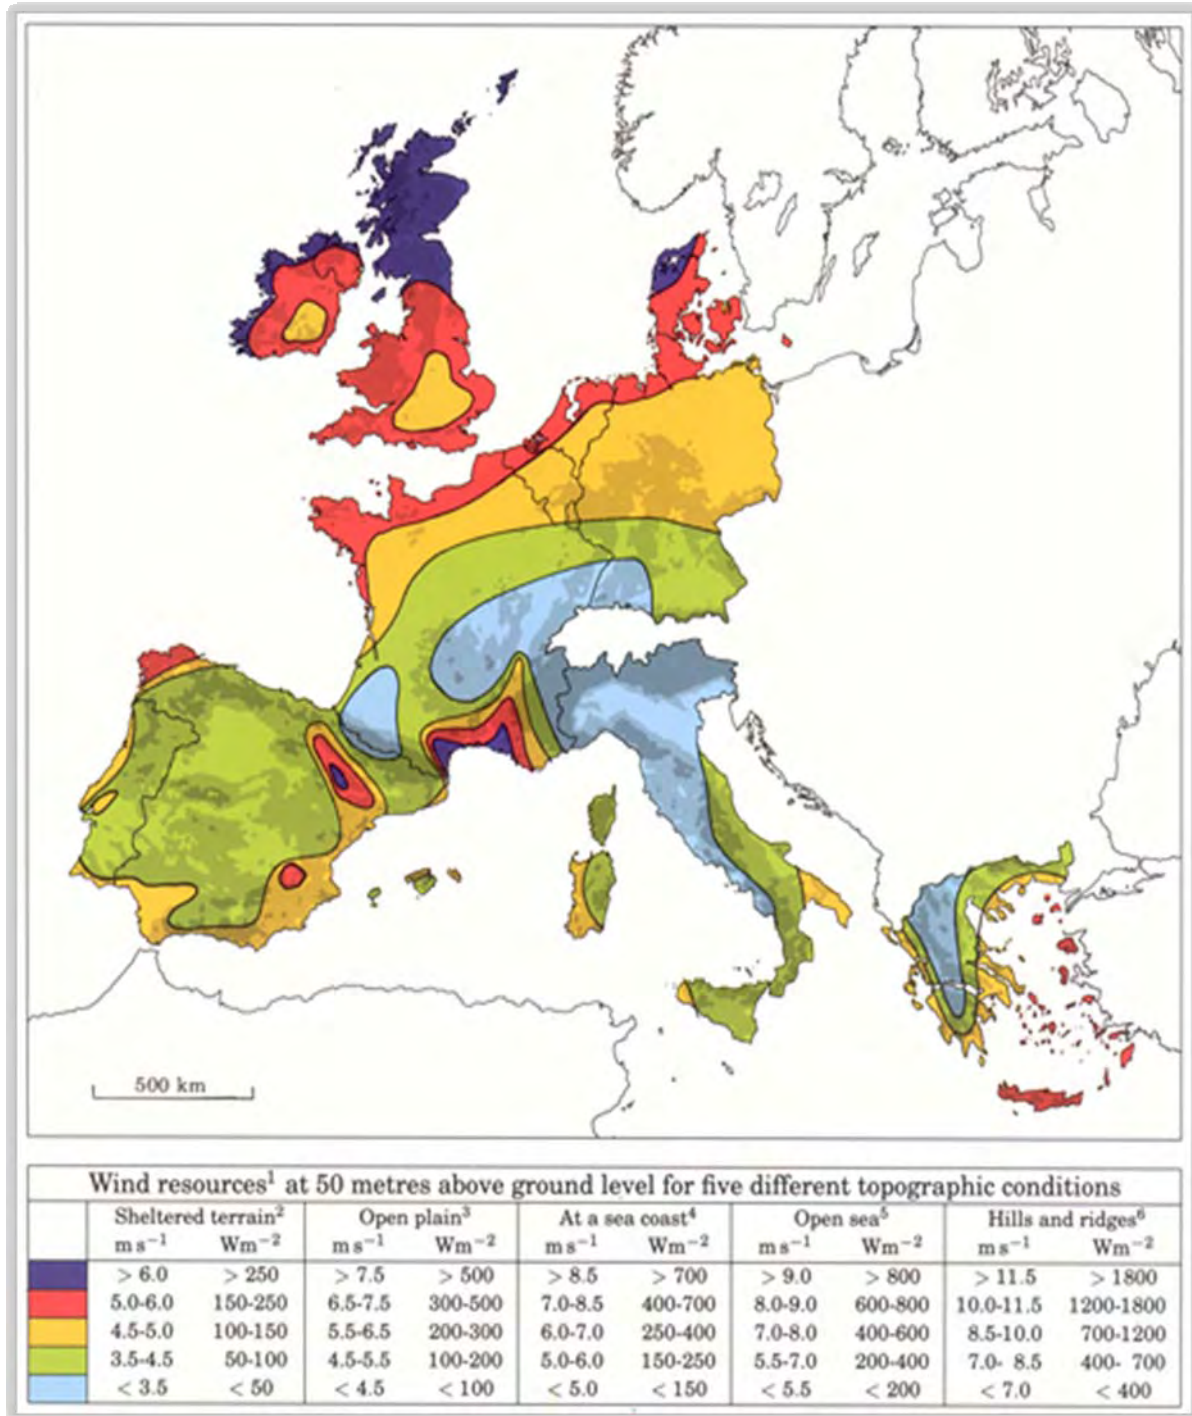 500 km
Wind resources¹ at 50 metres above ground level for five different topographic conditions
Sheltered terrain² Open plain³ At a sea coast⁴ Open sea⁵ Hills and ridges⁶
m s⁻¹ Wm⁻² m s⁻¹ Wm⁻² m s⁻¹ Wm⁻² m s⁻¹ Wm⁻² m s⁻¹ Wm⁻²
> 6.0 > 250 > 7.5 > 500 > 8.5 > 700 > 9.0 > 800 > 11.5 > 1800
5.0-6.0 150-250 6.5-7.5 300-500 7.0-8.5 400-700 8.0-9.0 600-800 10.0-11.5 1200-1800
4.5-5.0 100-150 5.5-6.5 200-300 6.0-7.0 250-400 7.0-8.0 400-600 8.5-10.0 700-1200
3.5-4.5 50-100 4.5-5.5 100-200 5.0-6.0 150-250 5.5-7.0 200-400 7.0- 8.5 400- 700
< 3.5 < 50 < 4.5 < 100 < 5.0 < 150 < 5.5 < 200 < 7.0 < 400